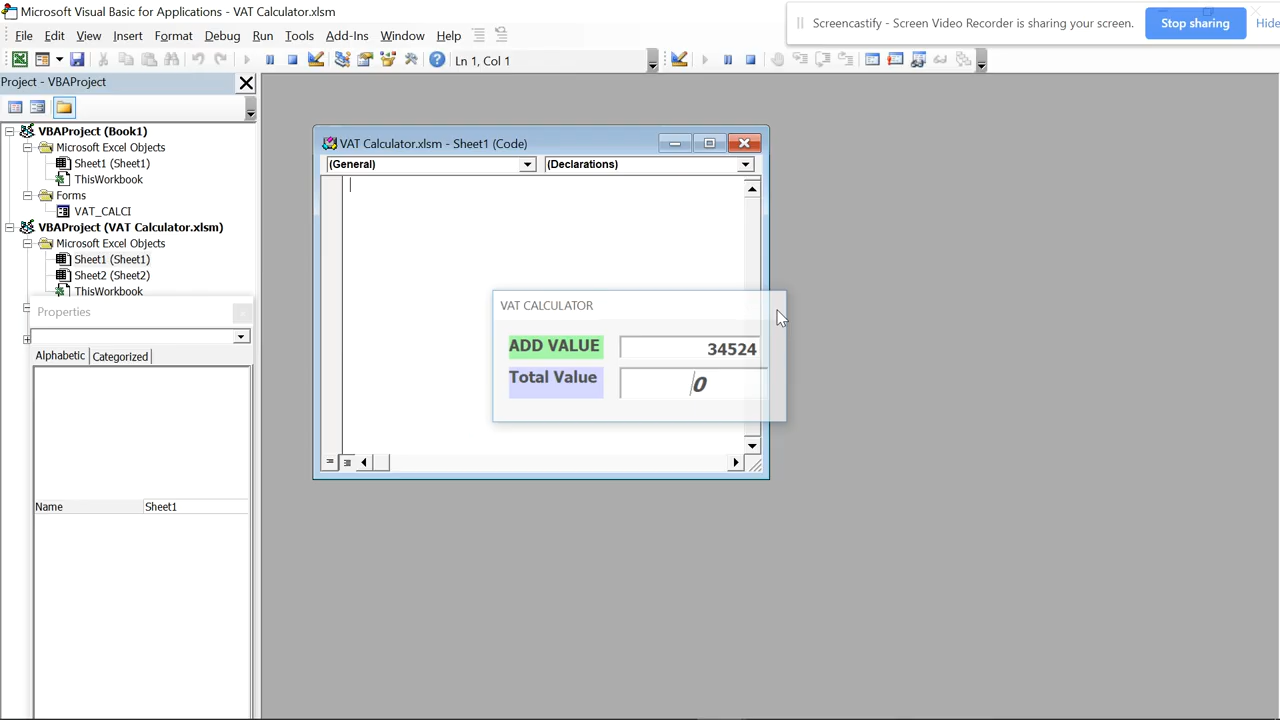 Microsoft Visual Basic for Applications - VAT Calculator.xlsm
Screencastify - Screen Video Recorder is sharing your screen.
Stop sharing
Hide
File Edit View Insert Format Debug Run Tools Add-Ins Window Help
Ln 1, Col 1
Project - VBAProject
VBAProject (Book1)
Microsoft Excel Objects
Sheet1 (Sheet1)
ThisWorkbook
Forms
VAT_CALCI
VBAProject (VAT Calculator.xlsm)
Microsoft Excel Objects
Sheet1 (Sheet1)
Sheet2 (Sheet2)
ThisWorkbook
Properties
Alphabetic Categorized
Name Sheet1
VAT Calculator.xlsm - Sheet1 (Code)
(General) (Declarations)
VAT CALCULATOR
ADD VALUE 34524
Total Value 0